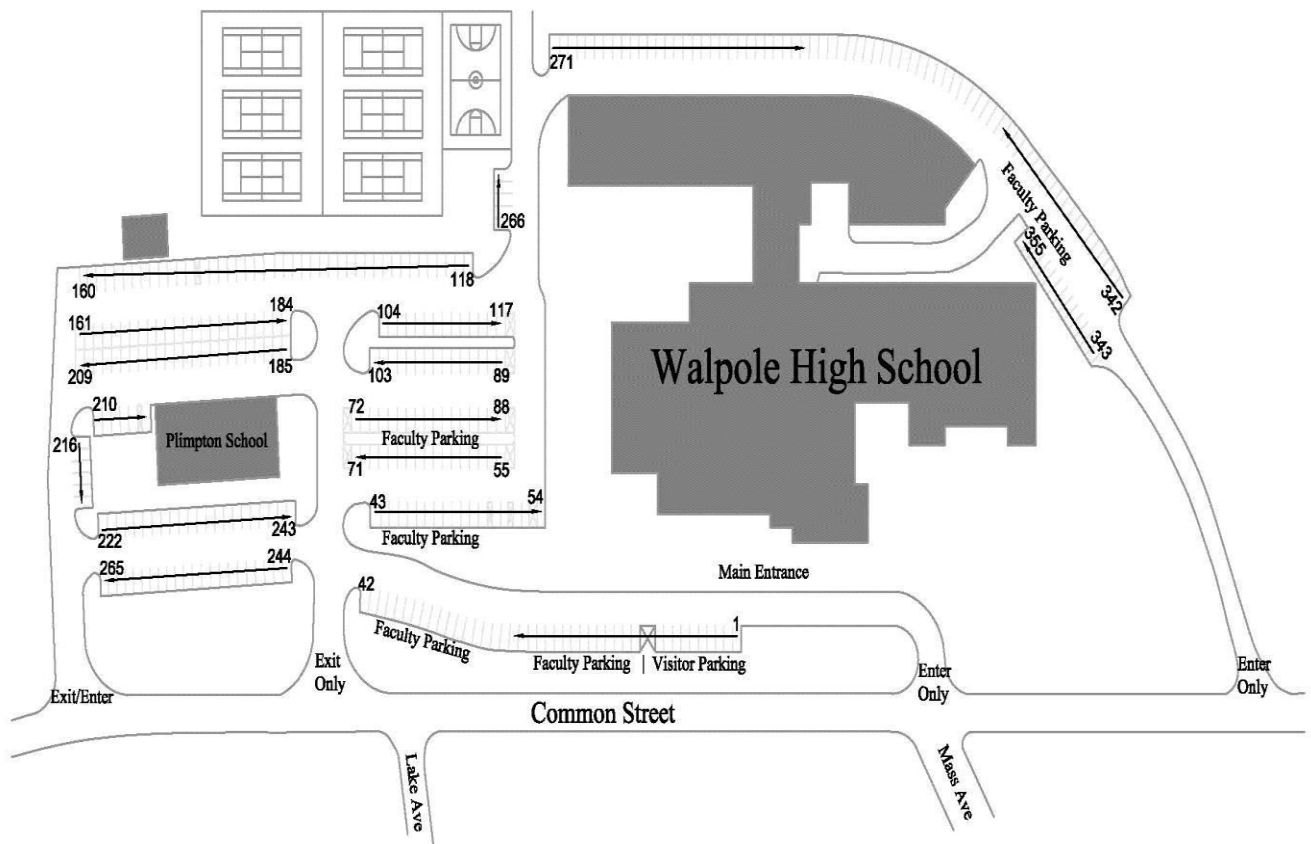 271
266
Faculty Parking
160
118
355
342
343
161
184
104
117
209
185
103
89
Walpole High School
210
72
88
Plimpton School
Faculty Parking
216
71
55
43
54
222
243
Faculty Parking
265
244
42
Main Entrance
1
Faculty Parking
Faculty Parking | Visitor Parking
Exit/Enter
Exit
Only
Enter
Only
Enter
Only
Common Street
Lake Ave
Mass Ave